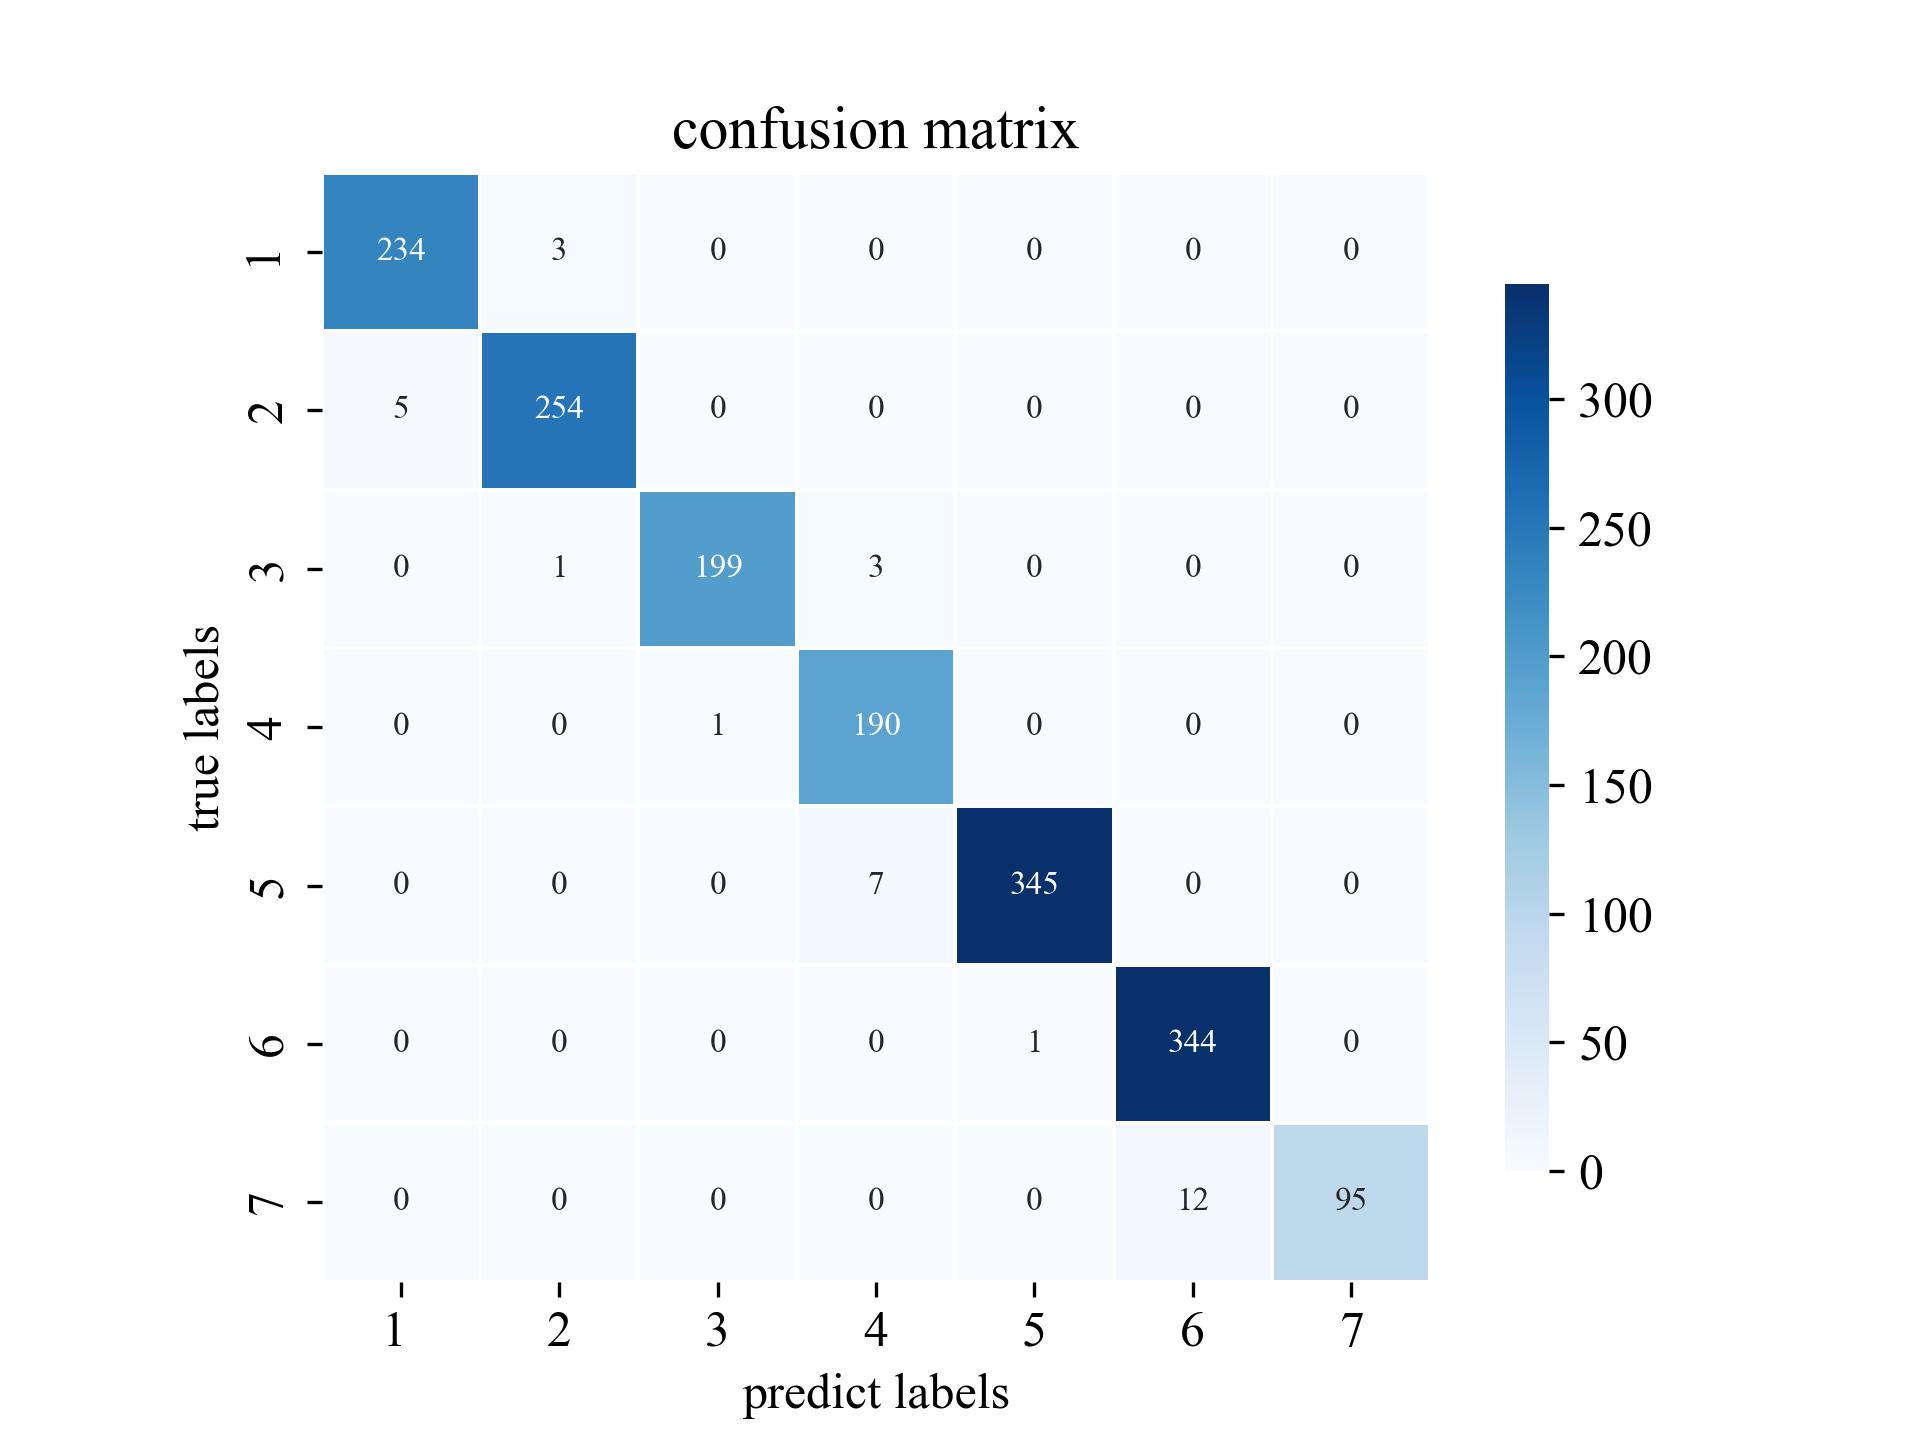 confusion matrix
1 234 3 0 0 0 0 0
2 5 254 0 0 0 0 0
3 0 1 199 3 0 0 0
4 0 0 1 190 0 0 0
5 0 0 0 7 345 0 0
6 0 0 0 0 1 344 0
7 0 0 0 0 0 12 95
1 2 3 4 5 6 7
predict labels
true labels
300
250
200
150
100
50
0